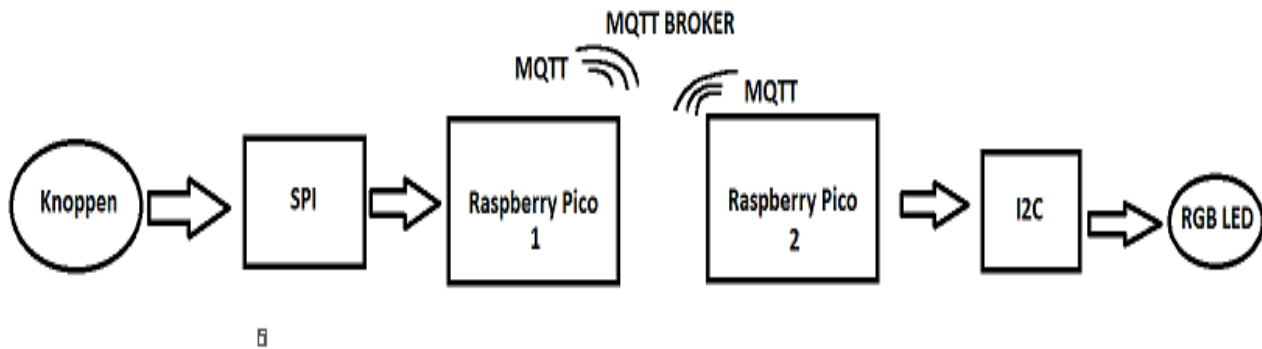 MQTT BROKER
MQTT
MQTT
Knoppen
SPI
Raspberry Pico
1
Raspberry Pico
2
I2C
RGB LED